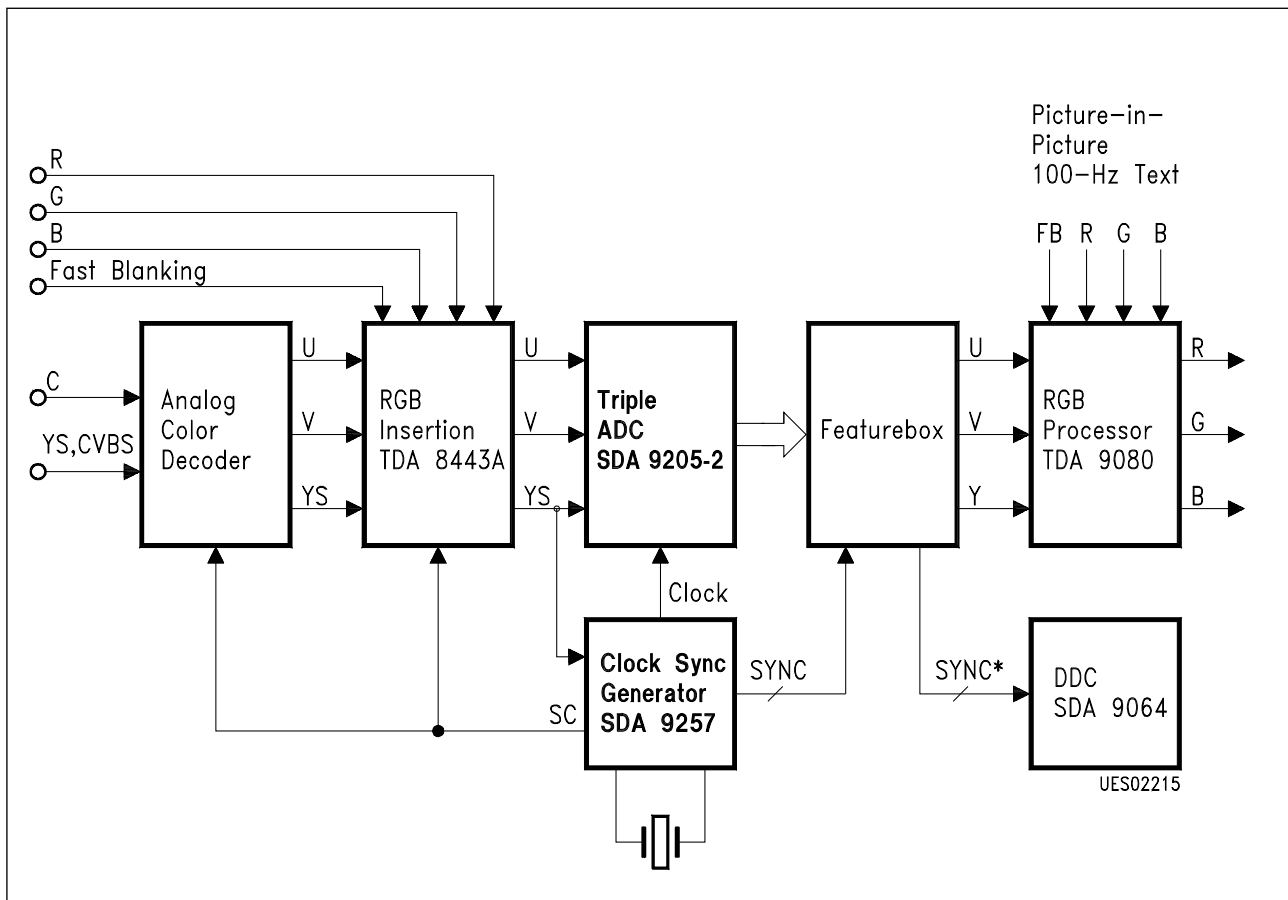 Picture-in-
Picture
100-Hz Text
R
G
B
Fast Blanking
FB R G B
C
YS,CVBS
Analog
Color
Decoder
U
V
YS
RGB
Insertion
TDA 8443A
U
V
YS
Triple
ADC
SDA 9205-2
Featurebox
U
V
Y
RGB
Processor
TDA 9080
R
G
B
Clock
Clock Sync
Generator
SDA 9257
SC
SYNC
SYNC*
DDC
SDA 9064
UES02215